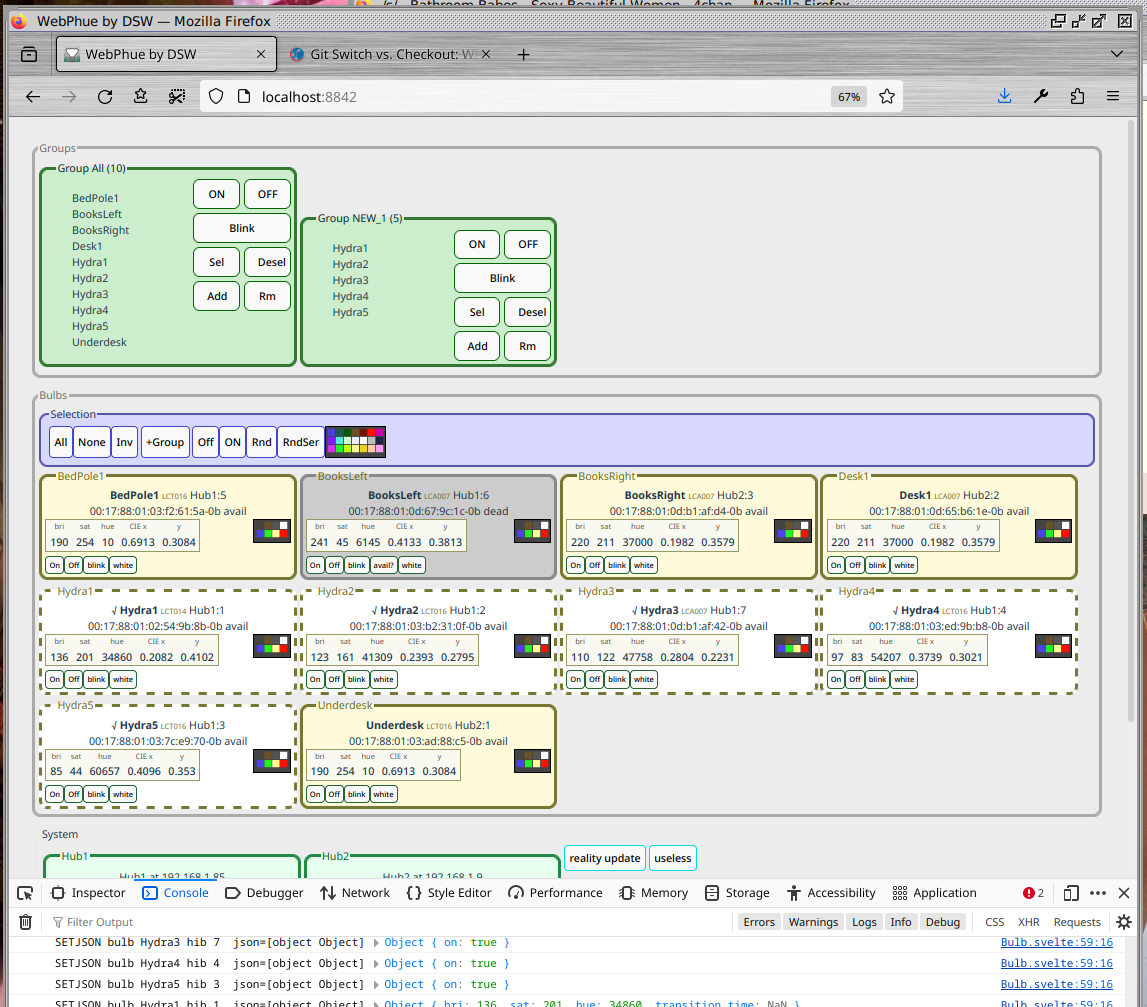 /s/ - Bathroom Babes - Sexy Beautiful Women - 4chan — Mozilla Firefox
WebPhue by DSW — Mozilla Firefox
WebPhue by DSW
Git Switch vs. Checkout: W
localhost:8842
67%
Groups
Group All (10)
BedPole1
BooksLeft
BooksRight
Desk1
Hydra1
Hydra2
Hydra3
Hydra4
Hydra5
Underdesk
ON OFF
Blink
Sel Desel
Add Rm
Group NEW_1 (5)
Hydra1
Hydra2
Hydra3
Hydra4
Hydra5
ON OFF
Blink
Sel Desel
Add Rm
Bulbs
Selection
All None Inv +Group Off ON Rnd RndSer
BedPole1
BedPole1 LCT016 Hub1:5
00:17:88:01:03:f2:61:5a-0b avail
bri sat hue CIE x y
190 254 10 0.6913 0.3084
On Off blink white
BooksLeft
BooksLeft LCA007 Hub1:6
00:17:88:01:0d:67:9c:1c-0b dead
bri sat hue CIE x y
241 45 6145 0.4133 0.3813
On Off blink avail? white
BooksRight
BooksRight LCA007 Hub2:3
00:17:88:01:0d:b1:af:d4-0b avail
bri sat hue CIE x y
220 211 37000 0.1982 0.3579
On Off blink white
Desk1
Desk1 LCA007 Hub2:2
00:17:88:01:0d:65:b6:1e-0b avail
bri sat hue CIE x y
220 211 37000 0.1982 0.3579
On Off blink white
Hydra1
√ Hydra1 LCT014 Hub1:1
00:17:88:01:02:54:9b:8b-0b avail
bri sat hue CIE x y
136 201 34860 0.2082 0.4102
On Off blink white
Hydra2
√ Hydra2 LCT016 Hub1:2
00:17:88:01:03:b2:31:0f-0b avail
bri sat hue CIE x y
123 161 41309 0.2393 0.2795
On Off blink white
Hydra3
√ Hydra3 LCA007 Hub1:7
00:17:88:01:0d:b1:af:42-0b avail
bri sat hue CIE x y
110 122 47758 0.2804 0.2231
On Off blink white
Hydra4
√ Hydra4 LCT016 Hub1:4
00:17:88:01:03:ed:9b:b8-0b avail
bri sat hue CIE x y
97 83 54207 0.3739 0.3021
On Off blink white
Hydra5
√ Hydra5 LCT016 Hub1:3
00:17:88:01:03:7c:e9:70-0b avail
bri sat hue CIE x y
85 44 60657 0.4096 0.353
On Off blink white
Underdesk
Underdesk LCT016 Hub2:1
00:17:88:01:03:ad:88:c5-0b avail
bri sat hue CIE x y
190 254 10 0.6913 0.3084
On Off blink white
System
Hub1
Hub1 at 192.168.1.85
Hub2
Hub2 at 192.168.1.9
reality update useless
Inspector Console Debugger Network Style Editor Performance Memory Storage Accessibility Application 2
Filter Output
Errors Warnings Logs Info Debug CSS XHR Requests
SETJSON bulb Hydra3 hib 7 json=[object Object] Object { on: true } Bulb.svelte:59:16
SETJSON bulb Hydra4 hib 4 json=[object Object] Object { on: true } Bulb.svelte:59:16
SETJSON bulb Hydra5 hib 3 json=[object Object] Object { on: true } Bulb.svelte:59:16
SETJSON bulb Hydra1 hib 1 json=[object Object] Object { bri: 136, sat: 201, hue: 34860, transition_time: NaN } Bulb.svelte:59:16